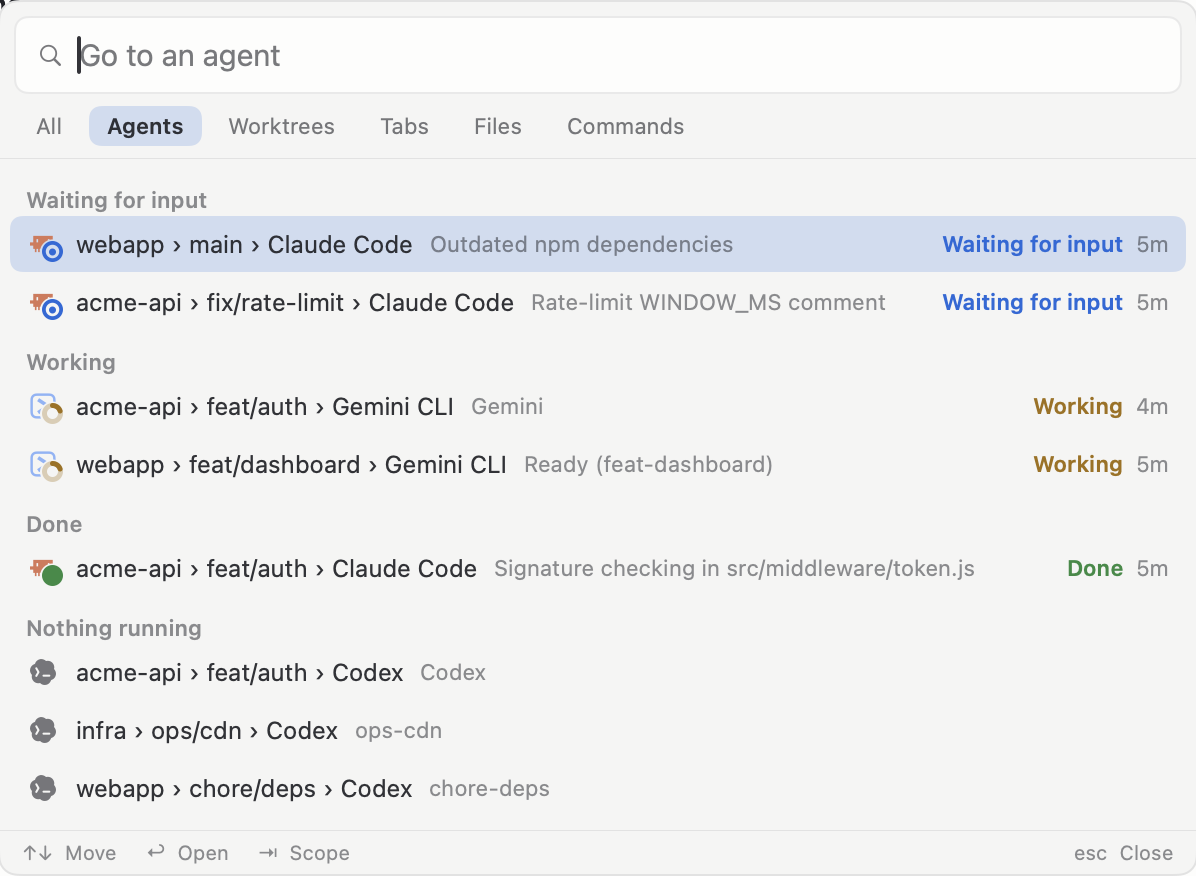 Go to an agent
All Agents Worktrees Tabs Files Commands
Waiting for input
webapp › main › Claude Code Outdated npm dependencies Waiting for input 5m
acme-api › fix/rate-limit › Claude Code Rate-limit WINDOW_MS comment Waiting for input 5m
Working
acme-api › feat/auth › Gemini CLI Gemini Working 4m
webapp › feat/dashboard › Gemini CLI Ready (feat-dashboard) Working 5m
Done
acme-api › feat/auth › Claude Code Signature checking in src/middleware/token.js Done 5m
Nothing running
acme-api › feat/auth › Codex Codex
infra › ops/cdn › Codex ops-cdn
webapp › chore/deps › Codex chore-deps
↑↓ Move ↩ Open ⇥ Scope esc Close